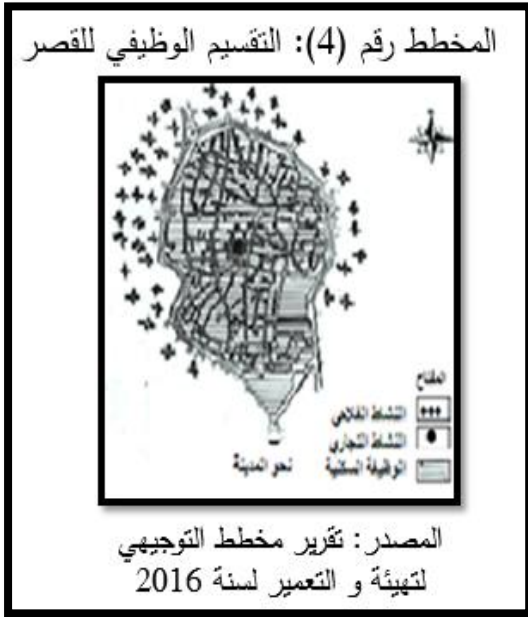 المخطط رقم (4): التقسيم الوظيفي للقصر
المفتاح
النشاط الفلاحي
النشاط التجاري
الوظيفة السكنية
نحو المدينة
المصدر: تقرير مخطط التوجيهي
لتهيئة و التعمير لسنة 2016